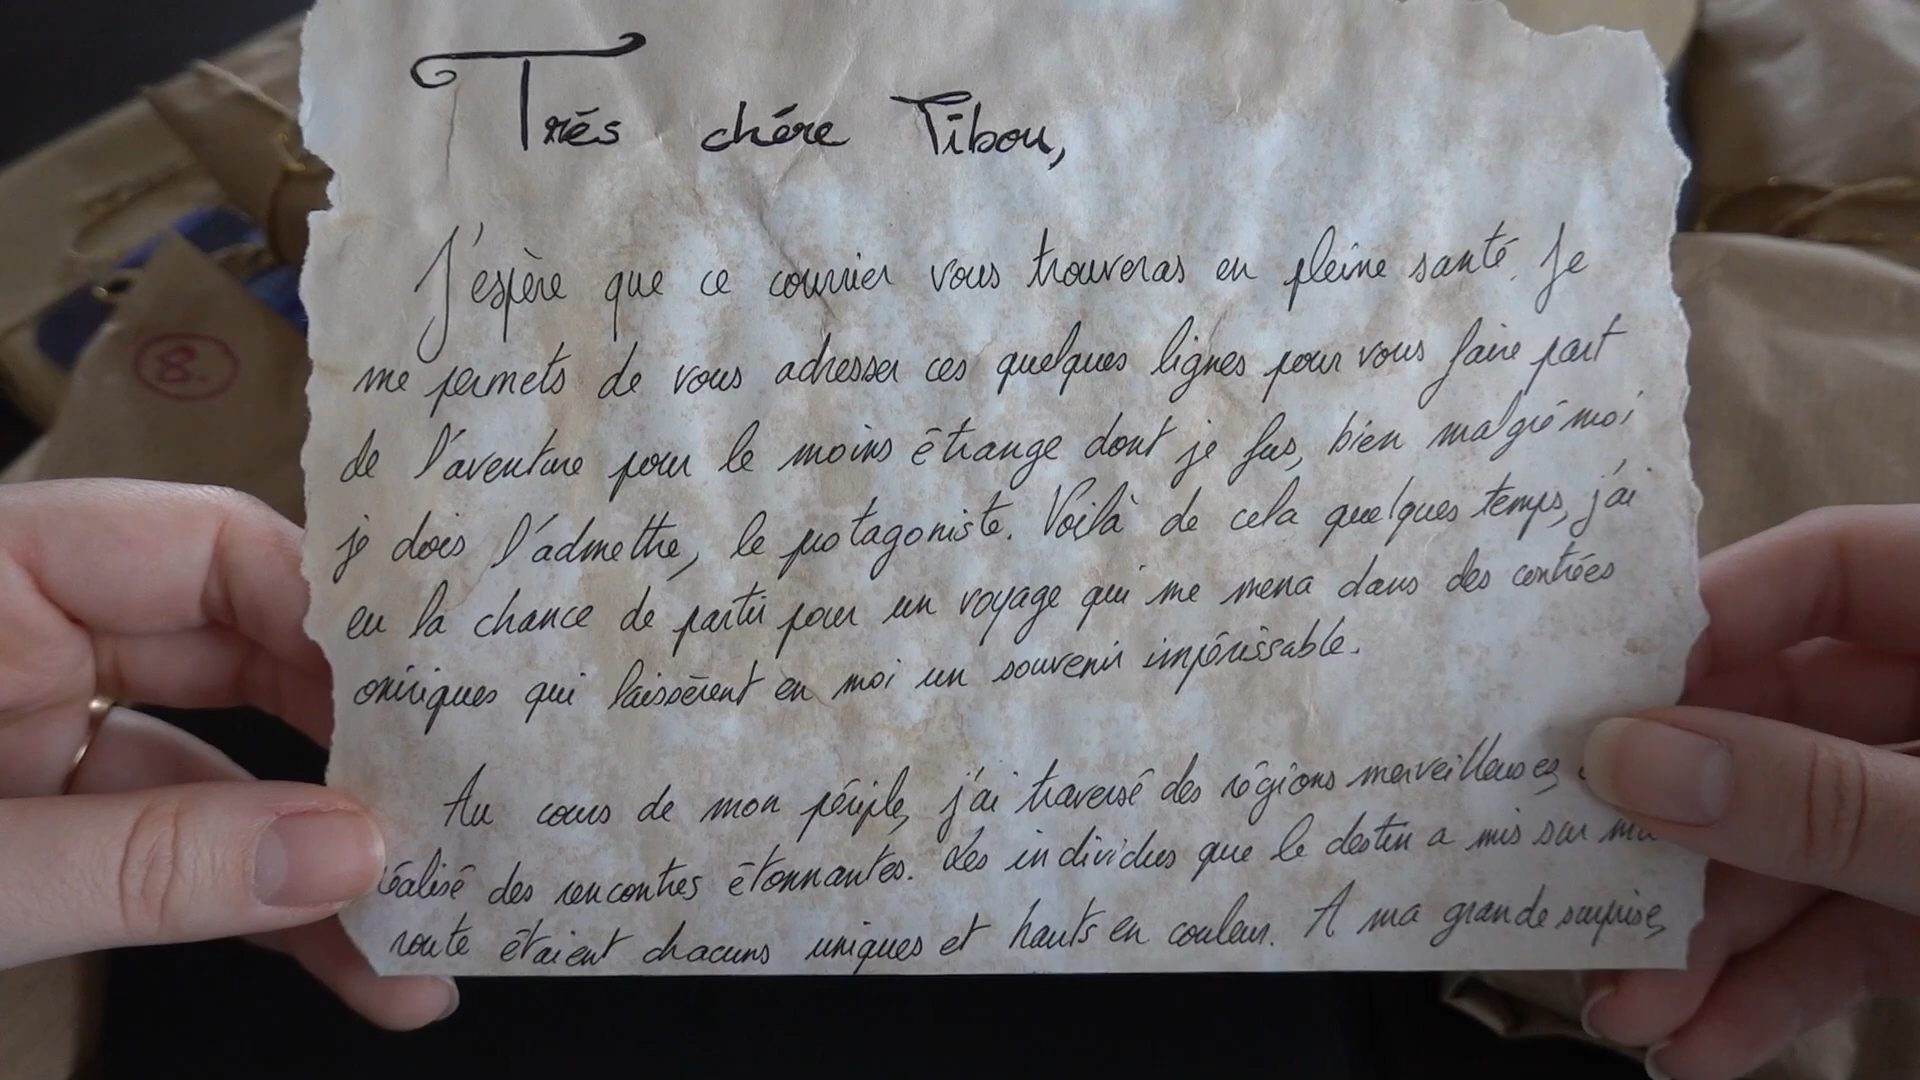 Très chère Tibou,
J'espère que ce courrier vous trouveras en pleine santé. Je
me permets de vous adresser ces quelques lignes pour vous faire part
de l'aventure pour le moins étrange dont je fus, bien malgré moi
je dois l'admettre, le protagoniste. Voilà de cela quelques temps, j'ai
eu la chance de partir pour un voyage qui me mena dans des contrées
oniriques qui laissèrent en moi un souvenir impérissable.
Au cours de mon périple, j'ai traversé des régions merveilleuses
réalisé des rencontres étonnantes. Les individus que le destin a mis sur ma
route étaient chacuns uniques et hauts en couleur. A ma grande surprise,
8.